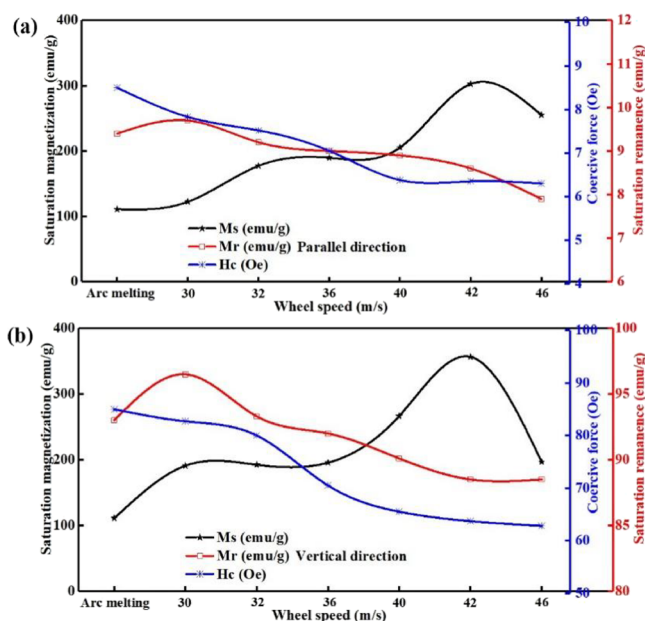 (a)
400
300
200
100
0
Saturation magnetization (emu/g)
10
9
8
7
6
5
4
Coercive force (Oe)
12
11
10
9
8
7
6
Saturation remanence (emu/g)
Ms (emu/g)
Mr (emu/g) Parallel direction
Hc (Oe)
Arc melting 30 32 36 40 42 46
Wheel speed (m/s)
(b)
400
300
200
100
0
Saturation magnetization (emu/g)
100
90
80
70
60
50
Coercive force (Oe)
100
95
90
85
80
Saturation remanence (emu/g)
Ms (emu/g)
Mr (emu/g) Vertical direction
Hc (Oe)
Arc melting 30 32 36 40 42 46
Wheel speed (m/s)